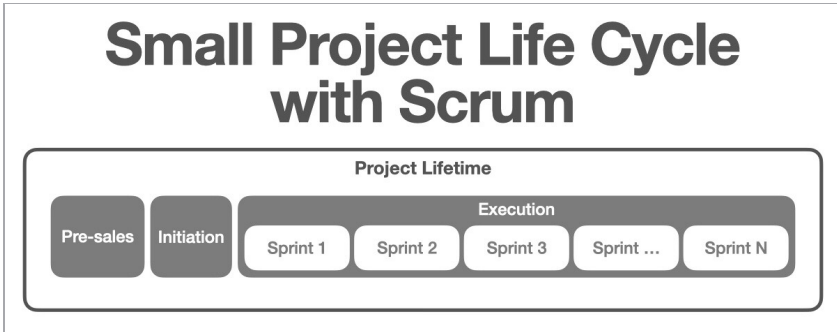 Small Project Life Cycle
with Scrum
Project Lifetime
Pre-sales
Initiation
Execution
Sprint 1
Sprint 2
Sprint 3
Sprint ...
Sprint N